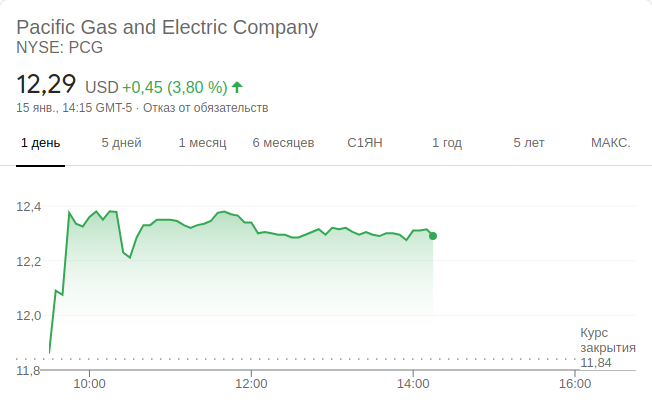 Pacific Gas and Electric Company
NYSE: PCG
12,29 USD +0,45 (3,80 %)
15 янв., 14:15 GMT-5 · Отказ от обязательств
1 день 5 дней 1 месяц 6 месяцев С1ЯН 1 год 5 лет МАКС.
12,4
12,2
12,0
Курс
закрытия
11,84
11,8
10:00 12:00 14:00 16:00